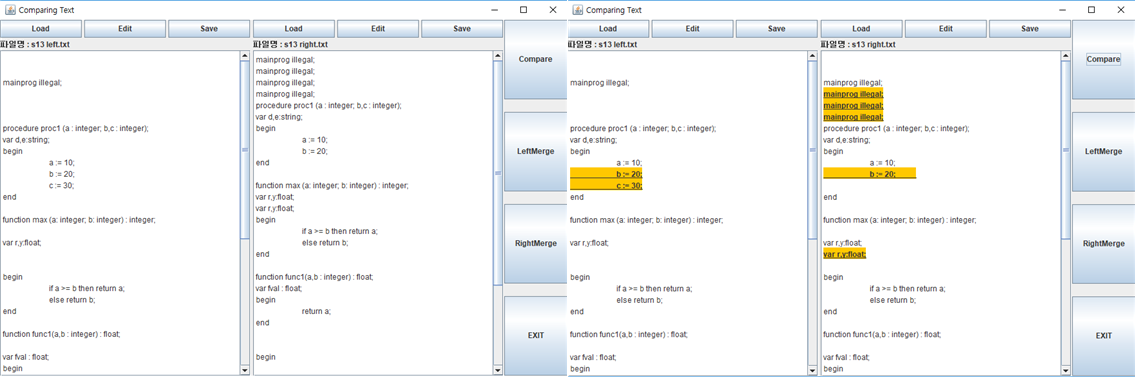 Comparing Text
Load Edit Save Load Edit Save
파일명 : s13 left.txt
mainprog illegal;
procedure proc1 (a : integer; b,c : integer);
var d,e:string;
begin
a := 10;
b := 20;
c := 30;
end
function max (a: integer; b: integer) : integer;
var r,y:float;
begin
if a >= b then return a;
else return b;
end
function func1(a,b : integer) : float;
var fval : float;
begin
파일명 : s13 right.txt
mainprog illegal;
mainprog illegal;
mainprog illegal;
mainprog illegal;
procedure proc1 (a : integer; b,c : integer);
var d,e:string;
begin
a := 10;
b := 20;
end
function max (a: integer; b: integer) : integer;
var r,y:float;
var r,y:float;
begin
if a >= b then return a;
else return b;
end
function func1(a,b : integer) : float;
var fval : float;
begin
return a;
end
begin
Compare
LeftMerge
RightMerge
EXIT
Comparing Text
Load Edit Save Load Edit Save
파일명 : s13 left.txt
mainprog illegal;
procedure proc1 (a : integer; b,c : integer);
var d,e:string;
begin
a := 10;
b := 20;
c := 30;
end
function max (a: integer; b: integer) : integer;
var r,y:float;
begin
if a >= b then return a;
else return b;
end
function func1(a,b : integer) : float;
var fval : float;
begin
파일명 : s13 right.txt
mainprog illegal;
mainprog illegal;
mainprog illegal;
mainprog illegal;
procedure proc1 (a : integer; b,c : integer);
var d,e:string;
begin
a := 10;
b := 20;
end
function max (a: integer; b: integer) : integer;
var r,y:float;
var r,y:float;
begin
if a >= b then return a;
else return b;
end
function func1(a,b : integer) : float;
var fval : float;
begin
Compare
LeftMerge
RightMerge
EXIT